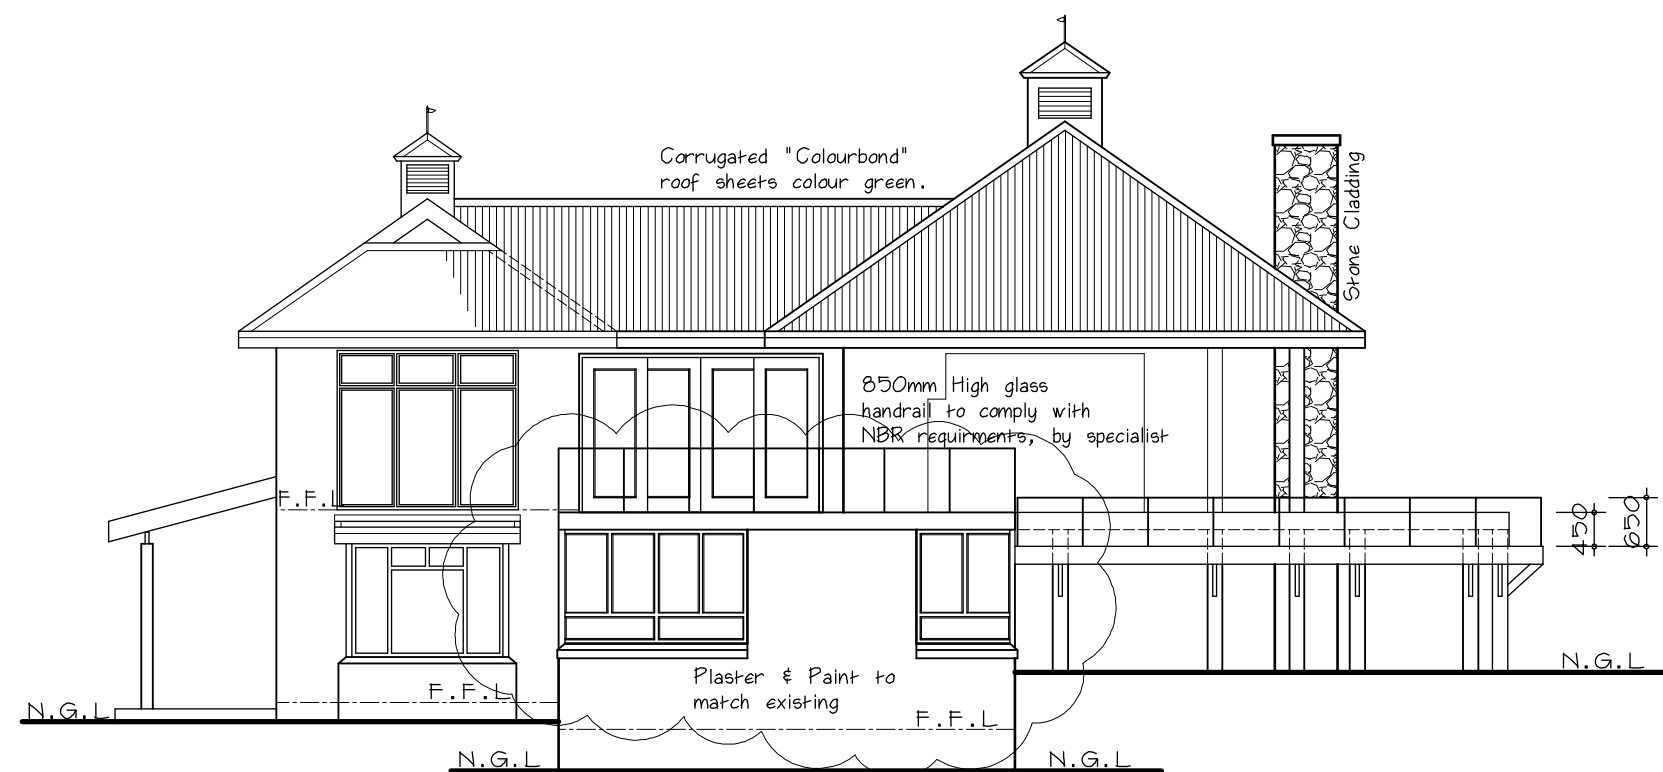 Corrugated "Colourbond"
roof sheets colour green.
Stone Cladding
850mm High glass
handrail to comply with
NBR requirments, by specialist
F.F.L
450
650
N.G.L
Plaster & Paint to
match existing
F.F.L
N.G.L
F.F.L
N.G.L
N.G.L